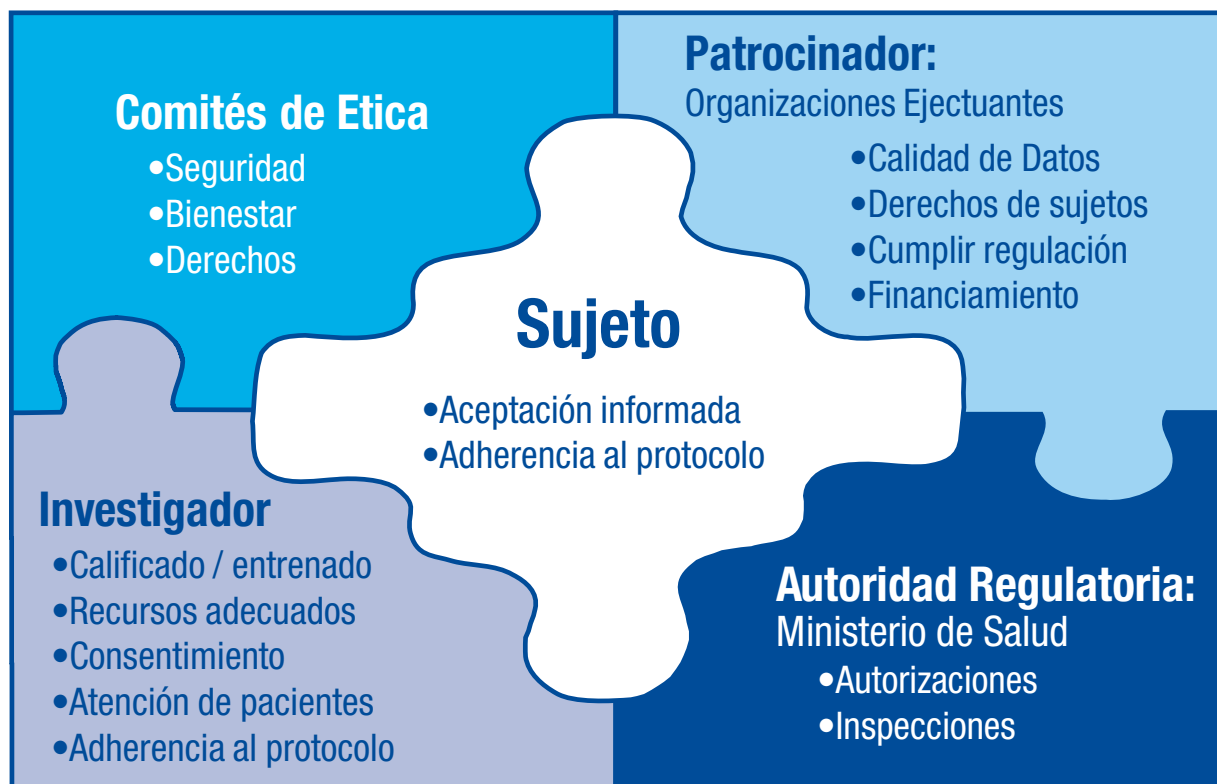 Comités de Etica
•Seguridad
•Bienestar
•Derechos
Patrocinador:
Organizaciones Ejectuantes
•Calidad de Datos
•Derechos de sujetos
•Cumplir regulación
•Financiamiento
Sujeto
•Aceptación informada
•Adherencia al protocolo
Investigador
•Calificado / entrenado
•Recursos adecuados
•Consentimiento
•Atención de pacientes
•Adherencia al protocolo
Autoridad Regulatoria:
Ministerio de Salud
•Autorizaciones
•Inspecciones